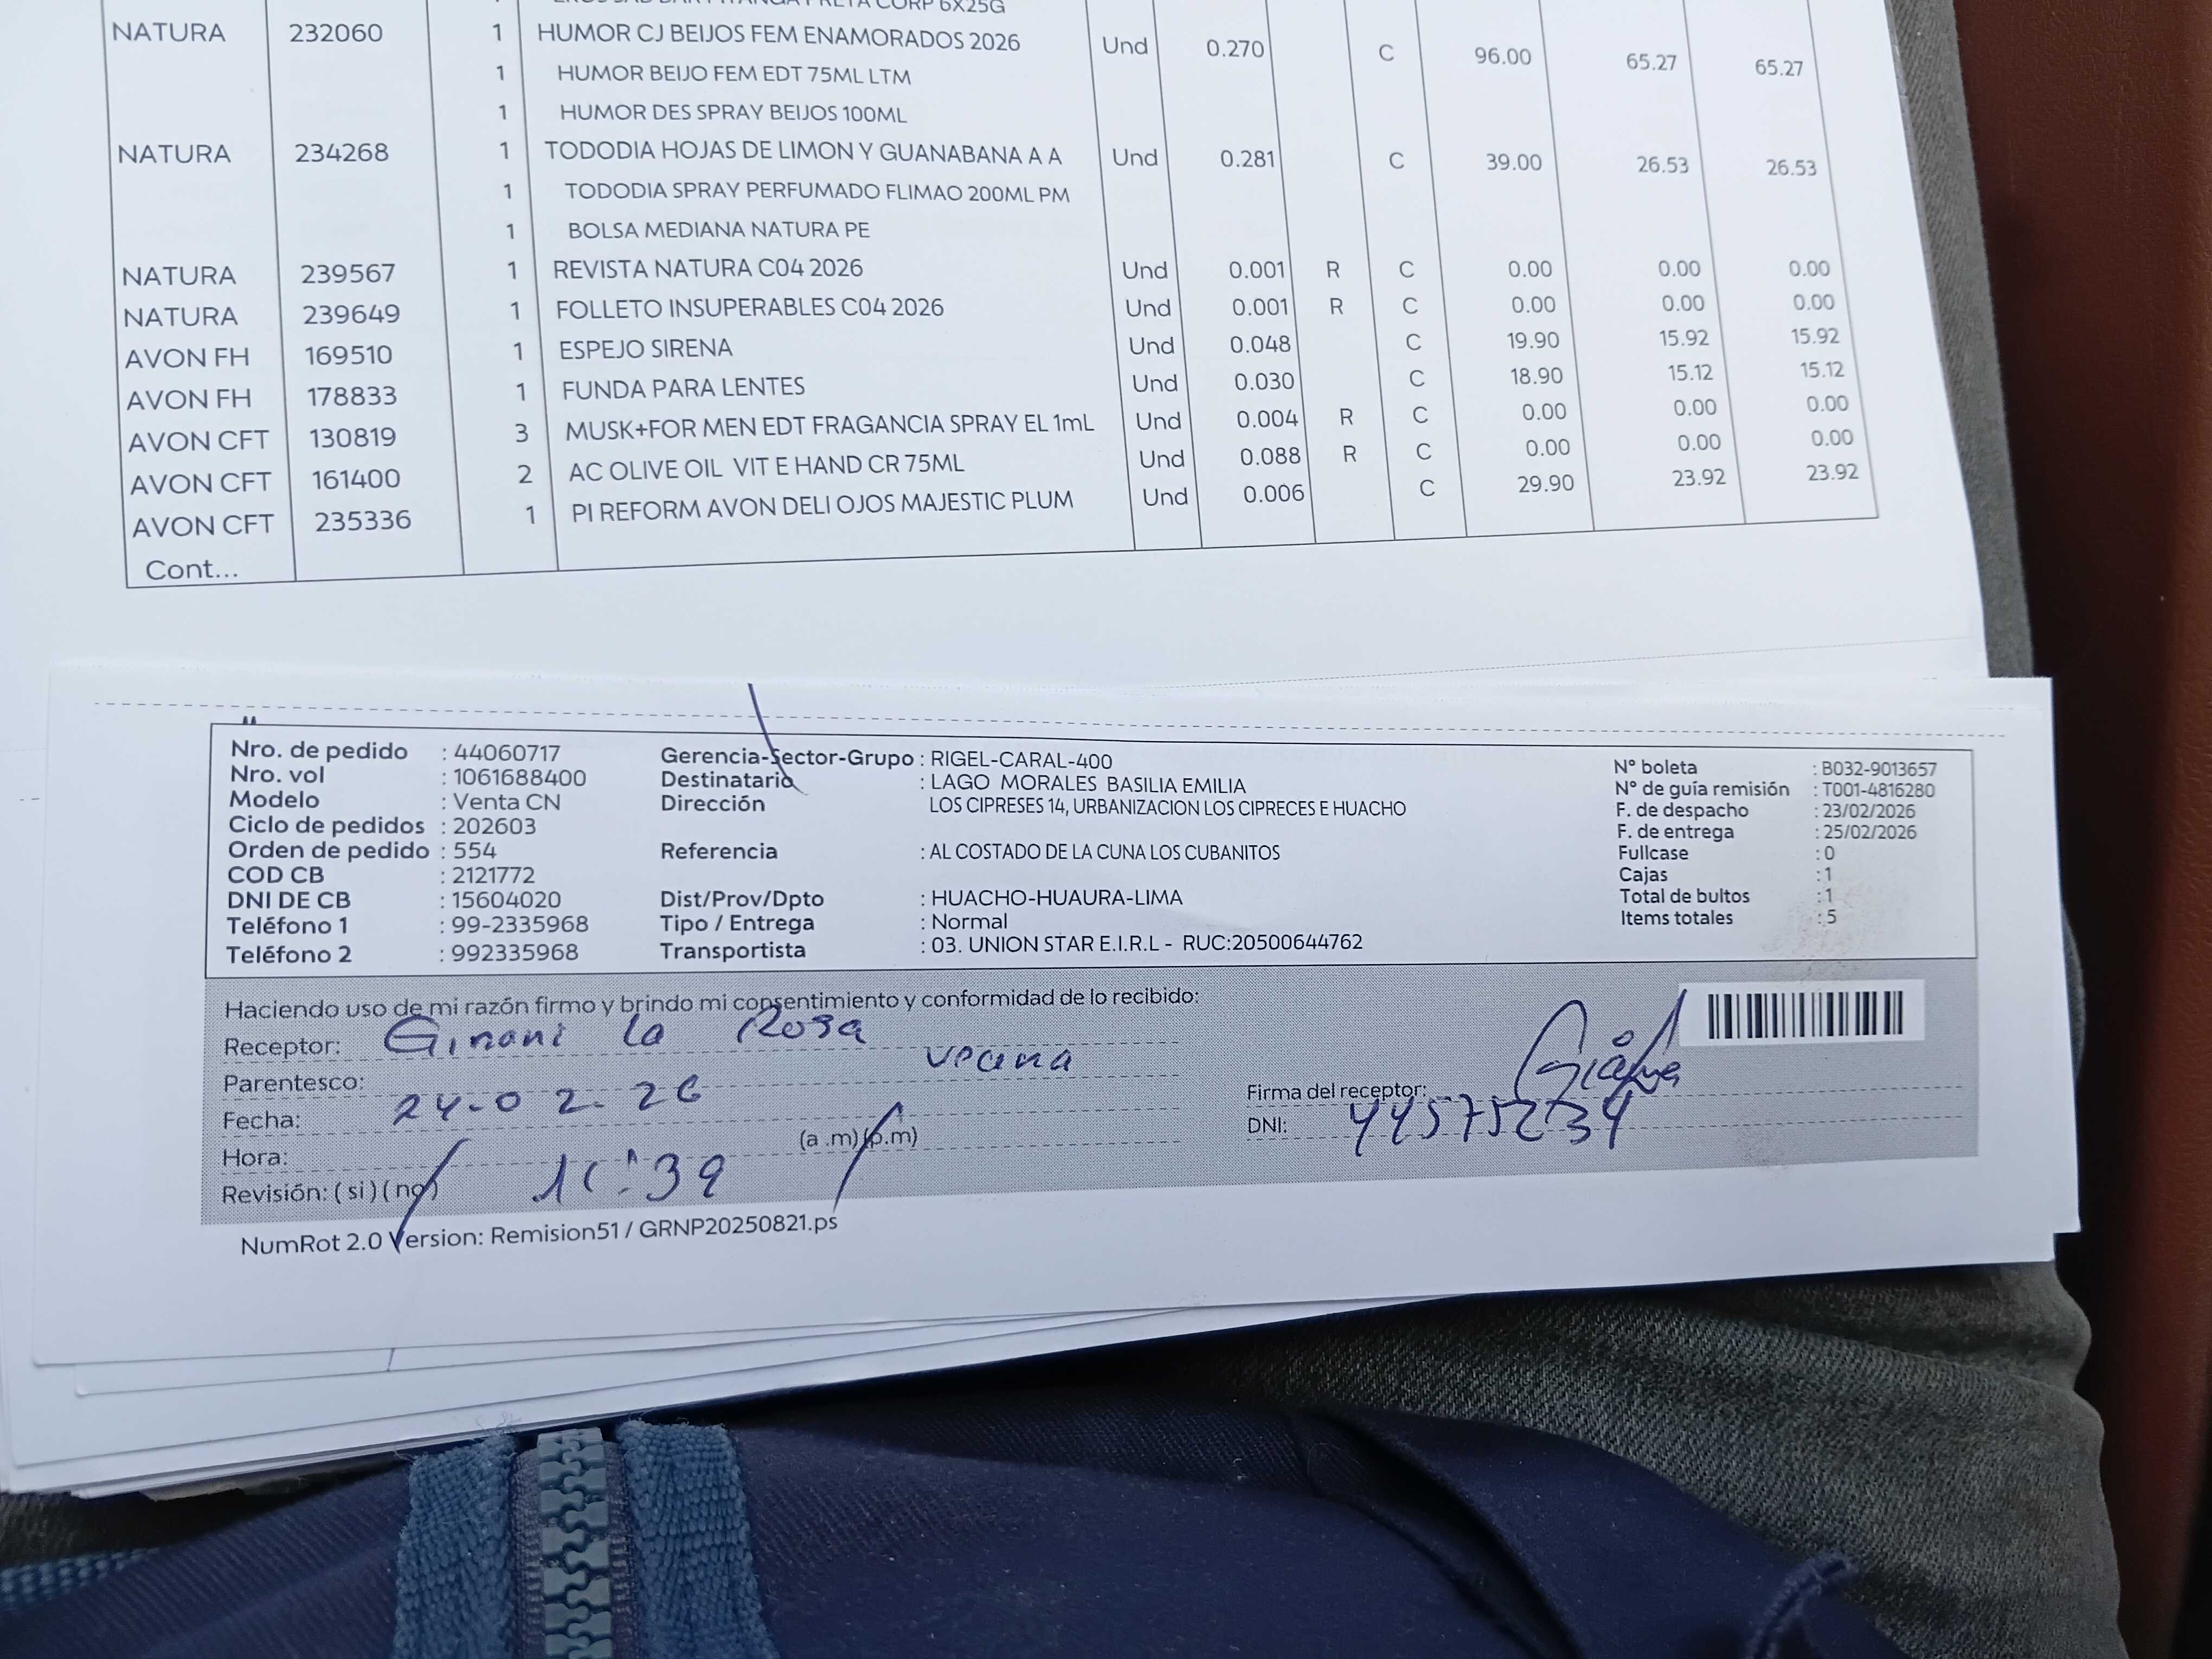 NATURA 232060 1 HUMOR CJ BEIJOS FEM ENAMORADOS 2026 Und 0.270 C 96.00 65.27 65.27
1 HUMOR BEIJO FEM EDT 75ML LTM
1 HUMOR DES SPRAY BEIJOS 100ML
NATURA 234268 1 TODODIA HOJAS DE LIMON Y GUANABANA A A Und 0.281 C 39.00 26.53 26.53
1 TODODIA SPRAY PERFUMADO FLIMAO 200ML PM
1 BOLSA MEDIANA NATURA PE
NATURA 239567 1 REVISTA NATURA C04 2026 Und 0.001 R C 0.00 0.00 0.00
NATURA 239649 1 FOLLETO INSUPERABLES C04 2026 Und 0.001 R C 0.00 0.00 0.00
AVON FH 169510 1 ESPEJO SIRENA Und 0.048 C 19.90 15.92 15.92
AVON FH 178833 1 FUNDA PARA LENTES Und 0.030 C 18.90 15.12 15.12
AVON CFT 130819 3 MUSK+FOR MEN EDT FRAGANCIA SPRAY EL 1mL Und 0.004 R C 0.00 0.00 0.00
AVON CFT 161400 2 AC OLIVE OIL VIT E HAND CR 75ML Und 0.088 R C 0.00 0.00 0.00
AVON CFT 235336 1 PI REFORM AVON DELI OJOS MAJESTIC PLUM Und 0.006 C 29.90 23.92 23.92
Cont...
Nro. de pedido : 44060717 Gerencia-Sector-Grupo : RIGEL-CARAL-400 N° boleta : B032-9013657
Nro. vol : 1061688400 Destinatario : LAGO MORALES BASILIA EMILIA N° de guía remisión : T001-4816280
Modelo : Venta CN Dirección LOS CIPRESES 14, URBANIZACION LOS CIPRECES E HUACHO F. de despacho : 23/02/2026
Ciclo de pedidos : 202603 F. de entrega : 25/02/2026
Orden de pedido : 554 Referencia : AL COSTADO DE LA CUNA LOS CUBANITOS Fullcase : 0
COD CB : 2121772 Cajas : 1
DNI DE CB : 15604020 Dist/Prov/Dpto : HUACHO-HUAURA-LIMA Total de bultos : 1
Teléfono 1 : 99-2335968 Tipo / Entrega : Normal Items totales : 5
Teléfono 2 : 992335968 Transportista : 03. UNION STAR E.I.R.L - RUC:20500644762
Haciendo uso de mi razón firmo y brindo mi consentimiento y conformidad de lo recibido:
Receptor: la Rosa
Parentesco:
Fecha: 24-02-26 Firma del receptor:
Hora: (a .m)(p.m) DNI: 44575234
Revisión: ( si ) ( no )
NumRot 2.0 Version: Remision51 / GRNP20250821.ps